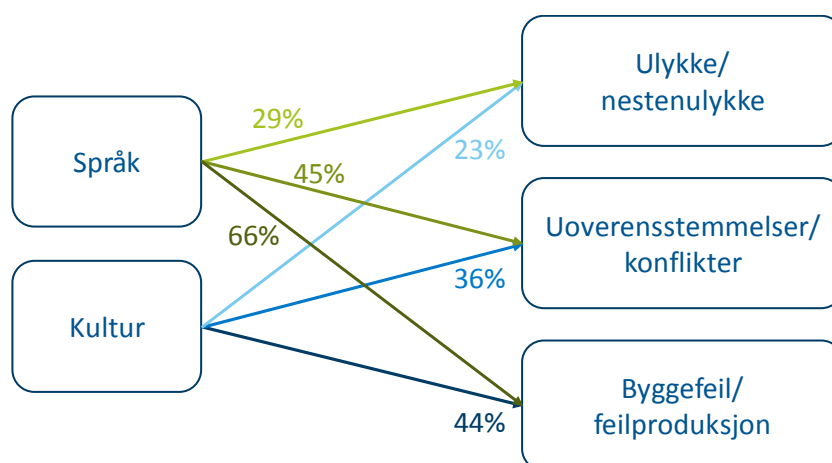 Ulykke/
nestenulykke
29%
Språk
23%
45%
66%
Uoverensstemmelser/
konflikter
36%
Kultur
Byggefeil/
feilproduksjon
44%